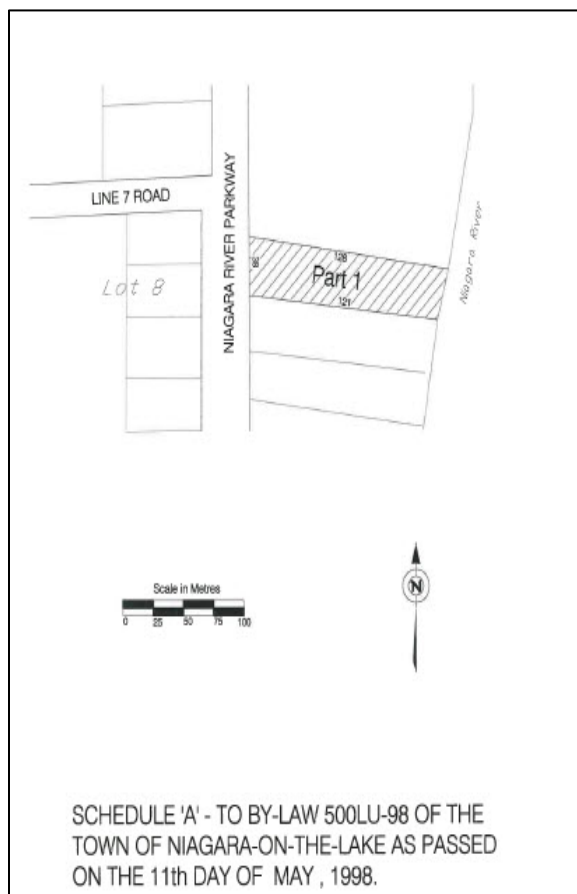 LINE 7 ROAD
NIAGARA RIVER PARKWAY
Lot 8
128
Part 1
121
Niagara River
Scale in Metres
0 25 50 75 100
N
SCHEDULE 'A' - TO BY-LAW 500LU-98 OF THE
TOWN OF NIAGARA-ON-THE-LAKE AS PASSED
ON THE 11th DAY OF MAY , 1998.